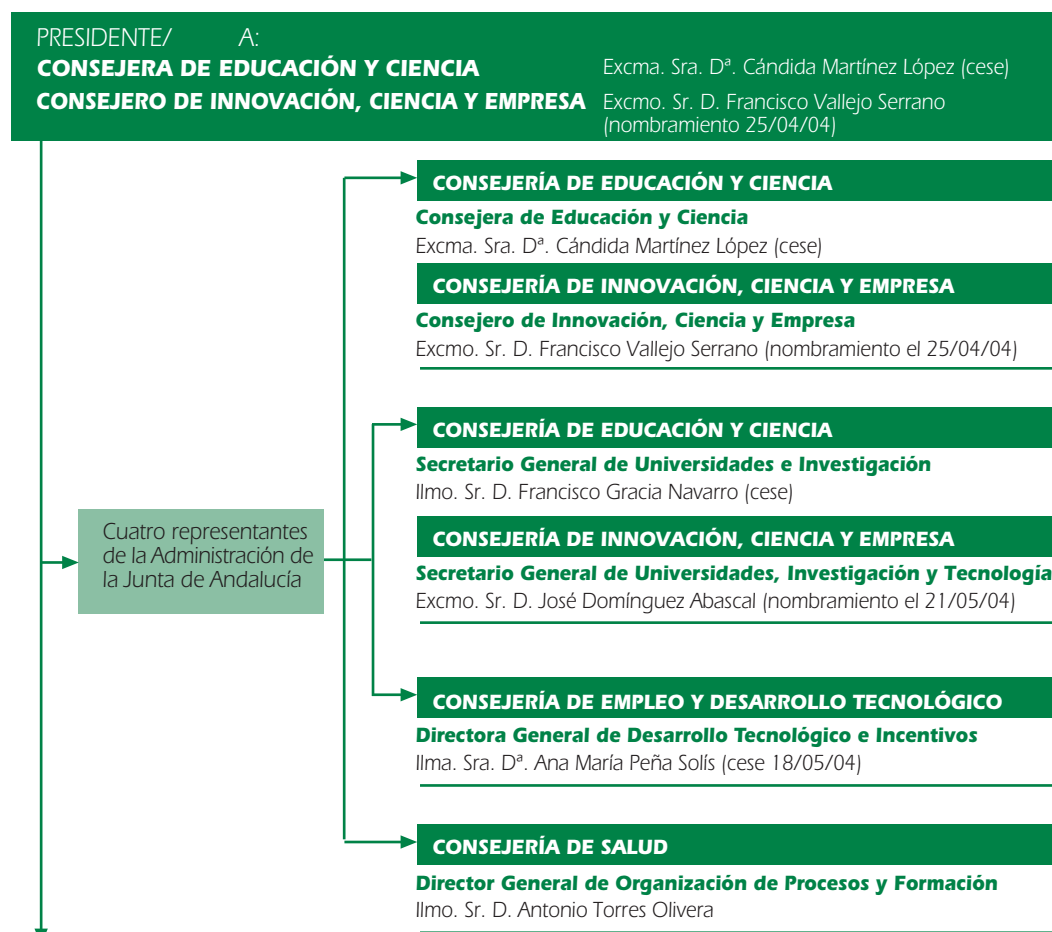 PRESIDENTE/ A:
CONSEJERA DE EDUCACIÓN Y CIENCIA Excma. Sra. Dª. Cándida Martínez López (cese)
CONSEJERO DE INNOVACIÓN, CIENCIA Y EMPRESA Excmo. Sr. D. Francisco Vallejo Serrano
(nombramiento 25/04/04)
CONSEJERÍA DE EDUCACIÓN Y CIENCIA
Consejera de Educación y Ciencia
Excma. Sra. Dª. Cándida Martínez López (cese)
CONSEJERÍA DE INNOVACIÓN, CIENCIA Y EMPRESA
Consejero de Innovación, Ciencia y Empresa
Excmo. Sr. D. Francisco Vallejo Serrano (nombramiento el 25/04/04)
CONSEJERÍA DE EDUCACIÓN Y CIENCIA
Secretario General de Universidades e Investigación
Ilmo. Sr. D. Francisco Gracia Navarro (cese)
Cuatro representantes
de la Administración de
la Junta de Andalucía
CONSEJERÍA DE INNOVACIÓN, CIENCIA Y EMPRESA
Secretario General de Universidades, Investigación y Tecnología
Excmo. Sr. D. José Domínguez Abascal (nombramiento el 21/05/04)
CONSEJERÍA DE EMPLEO Y DESARROLLO TECNOLÓGICO
Directora General de Desarrollo Tecnológico e Incentivos
Ilma. Sra. Dª. Ana María Peña Solís (cese 18/05/04)
CONSEJERÍA DE SALUD
Director General de Organización de Procesos y Formación
Ilmo. Sr. D. Antonio Torres Olivera